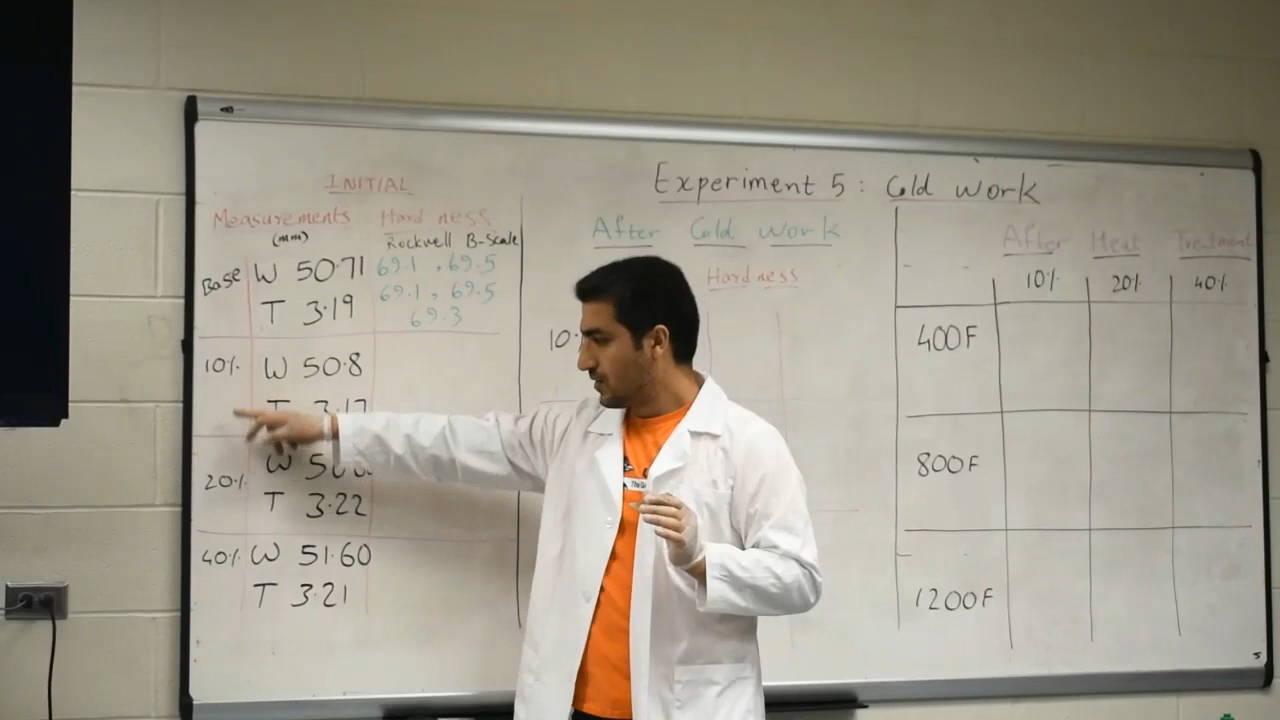 Experiment 5 : Cold Work
INITIAL
Measurements
(mm)
Hardness
Rockwell B-Scale
Base
W 50.71
T 3.19
69.1 , 69.5
69.1 , 69.5
69.3
10%
W 50.8
T 3.17
20%
W
T 3.22
40%
W 51.60
T 3.21
After Cold Work
Hardness
After Heat Treatment
10% 20% 40%
400F
800F
1200F